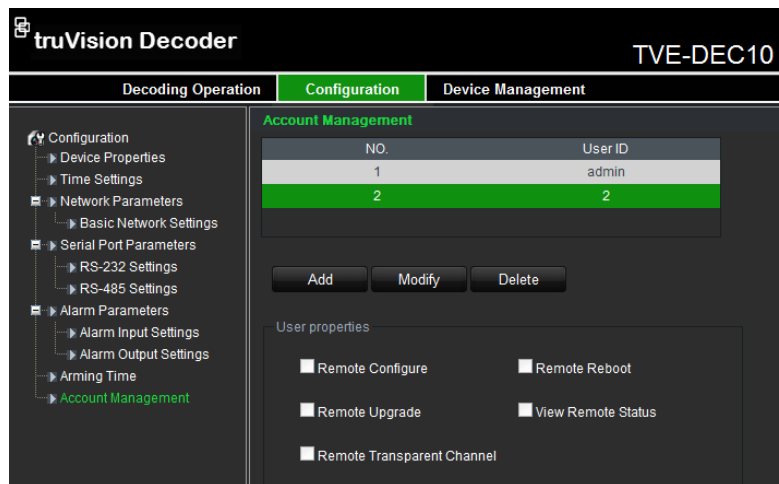 truVision Decoder
TVE-DEC10
Decoding Operation Configuration Device Management
Configuration
Device Properties
Time Settings
Network Parameters
Basic Network Settings
Serial Port Parameters
RS-232 Settings
RS-485 Settings
Alarm Parameters
Alarm Input Settings
Alarm Output Settings
Arming Time
Account Management
Account Management
NO. User ID
1 admin
2 2
Add Modify Delete
User properties
Remote Configure Remote Reboot
Remote Upgrade View Remote Status
Remote Transparent Channel